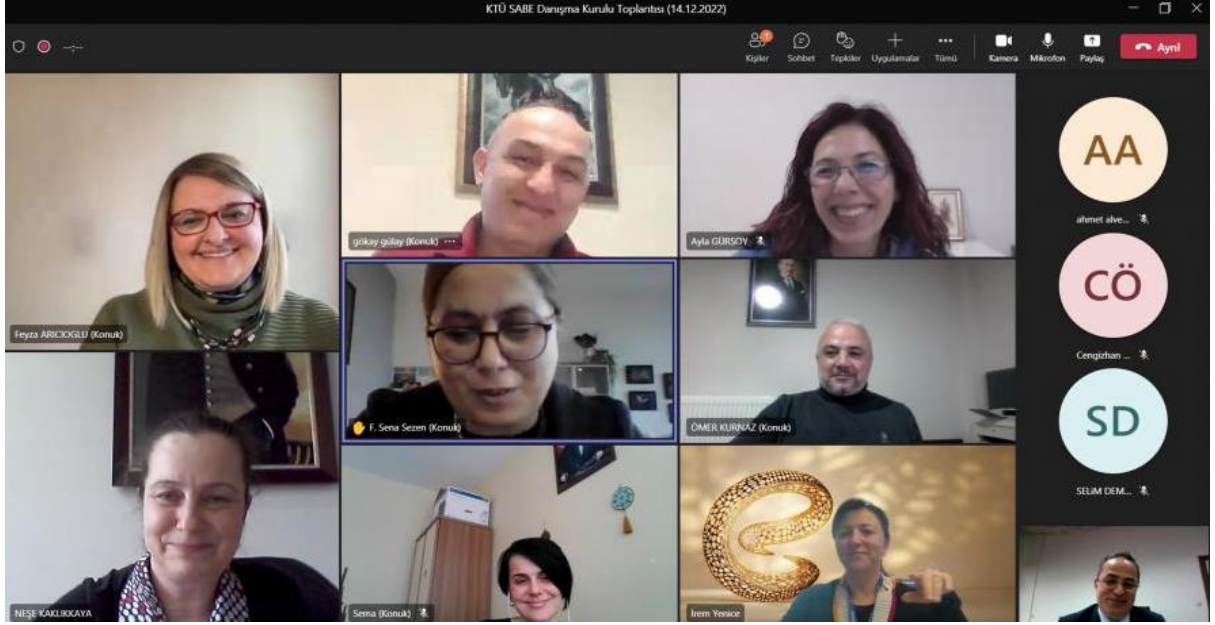 KTÜ SABE Danışma Kurulu Toplantısı (14.12.2022)
--:--
1
Kişiler Sohbet Tepkiler Uygulamalar Tümü Kamera Mikrofon Paylaş Ayrıl
Feyza ARICIOGLU (Konuk)
gökay gülay (Konuk) ...
Ayla GÜRSOY
AA
ahmet alve...
F. Sena Sezen (Konuk)
ÖMER KURNAZ (Konuk)
CÖ
Cengizhan ...
SD
SELiM DEM...
NEŞE KAKLIKKAYA
Sema (Konuk)
İrem Yenice